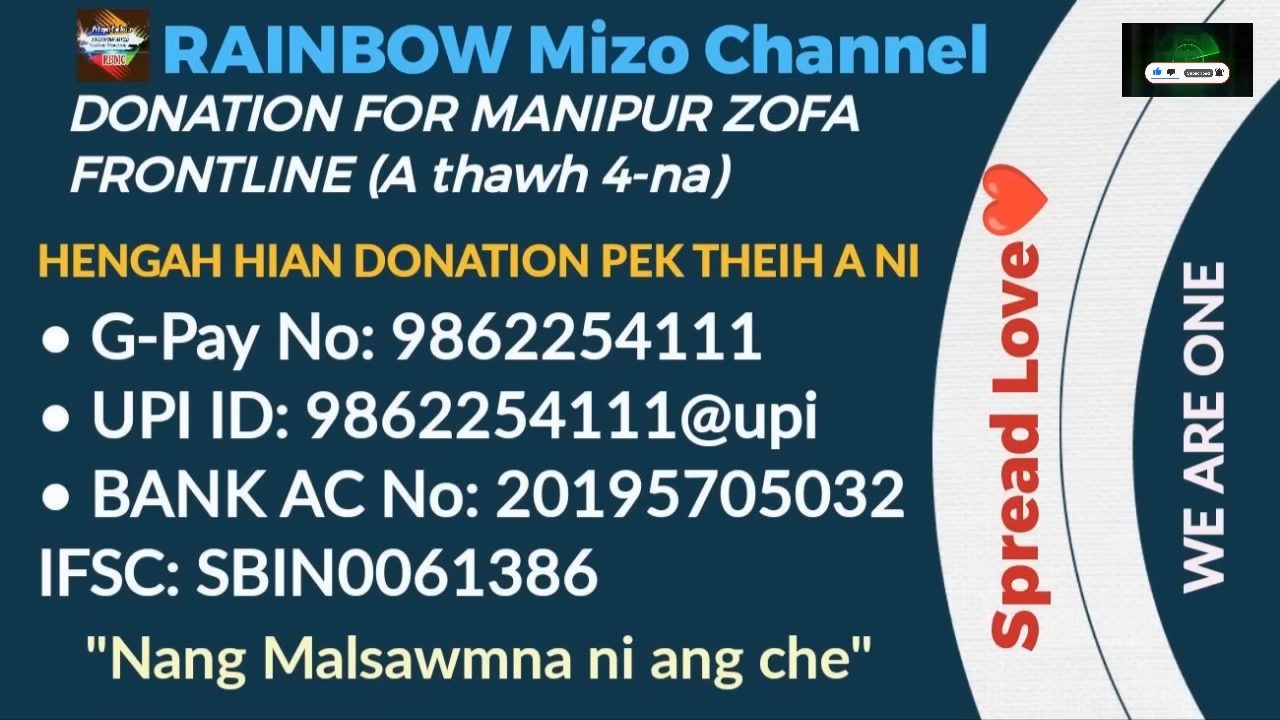 RAINBOW Mizo Channel
DONATION FOR MANIPUR ZOFA
FRONTLINE (A thawh 4-na)
HENGAH HIAN DONATION PEK THEIH A NI
• G-Pay No: 9862254111
• UPI ID: 9862254111@upi
• BANK AC No: 20195705032
IFSC: SBIN0061386
"Nang Malsawmna ni ang che"
Spread Love❤
WE ARE ONE
Subscribed